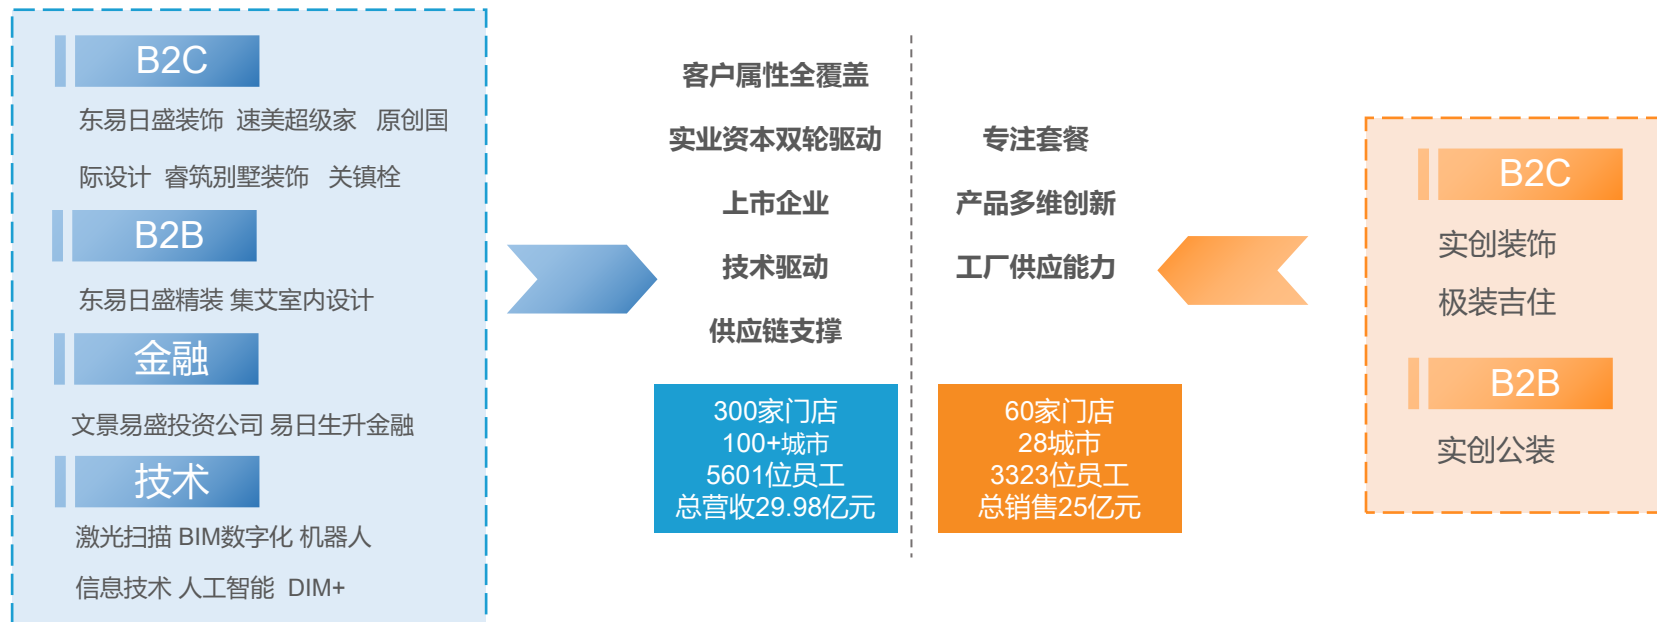 B2C
东易日盛装饰 速美超级家 原创国
际设计 睿筑别墅装饰 关镇栓
B2B
东易日盛精装 集艾室内设计
金融
文景易盛投资公司 易日生升金融
技术
激光扫描 BIM数字化 机器人
信息技术 人工智能 DIM+
客户属性全覆盖
实业资本双轮驱动
上市企业
技术驱动
供应链支撑
300家门店
100+城市
5601位员工
总营收29.98亿元
专注套餐
产品多维创新
工厂供应能力
60家门店
28城市
3323位员工
总销售25亿元
B2C
实创装饰
极装吉住
B2B
实创公装